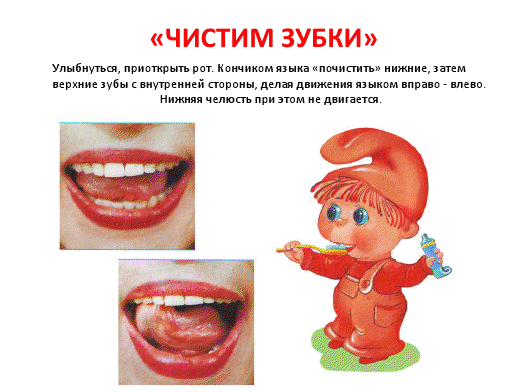 «ЧИСТИМ ЗУБКИ»
Улыбнуться, приоткрыть рот. Кончиком языка «почистить» нижние, затем
верхние зубы с внутренней стороны, делая движения языком вправо - влево.
Нижняя челюсть при этом не двигается.